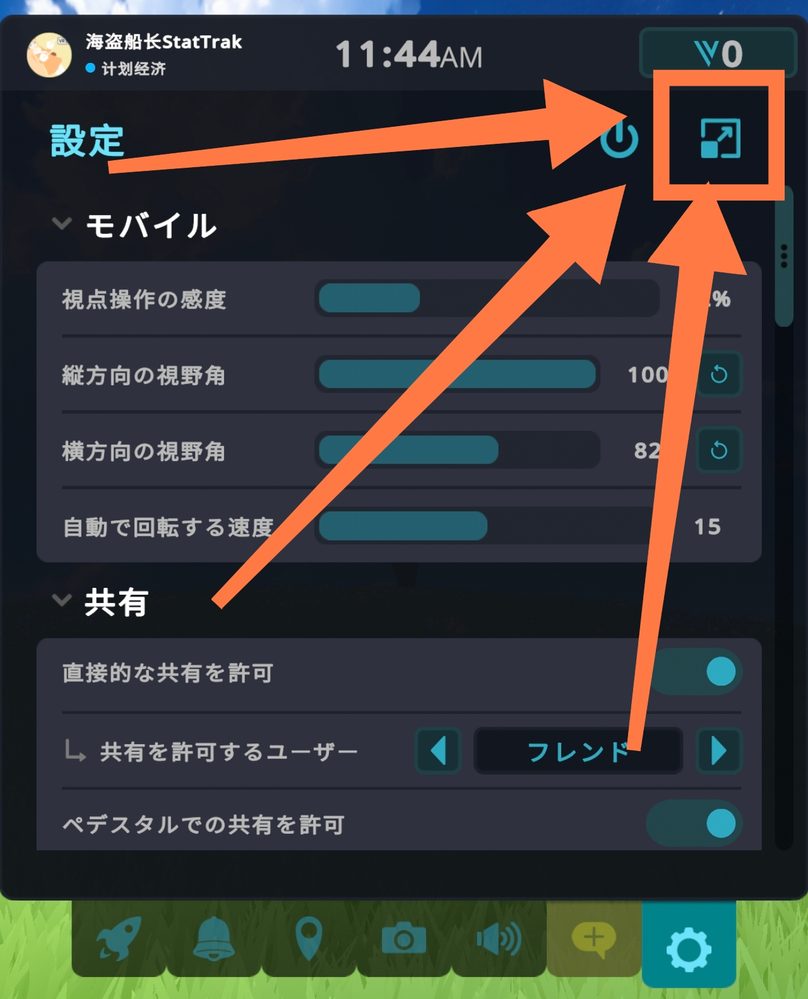 海盗船长StatTrak
计划经济
11:44AM
0
設定
モバイル
視点操作の感度
%
縦方向の視野角
100
横方向の視野角
82
自動で回転する速度
15
共有
直接的な共有を許可
共有を許可するユーザー
フレンド
ペデスタルでの共有を許可